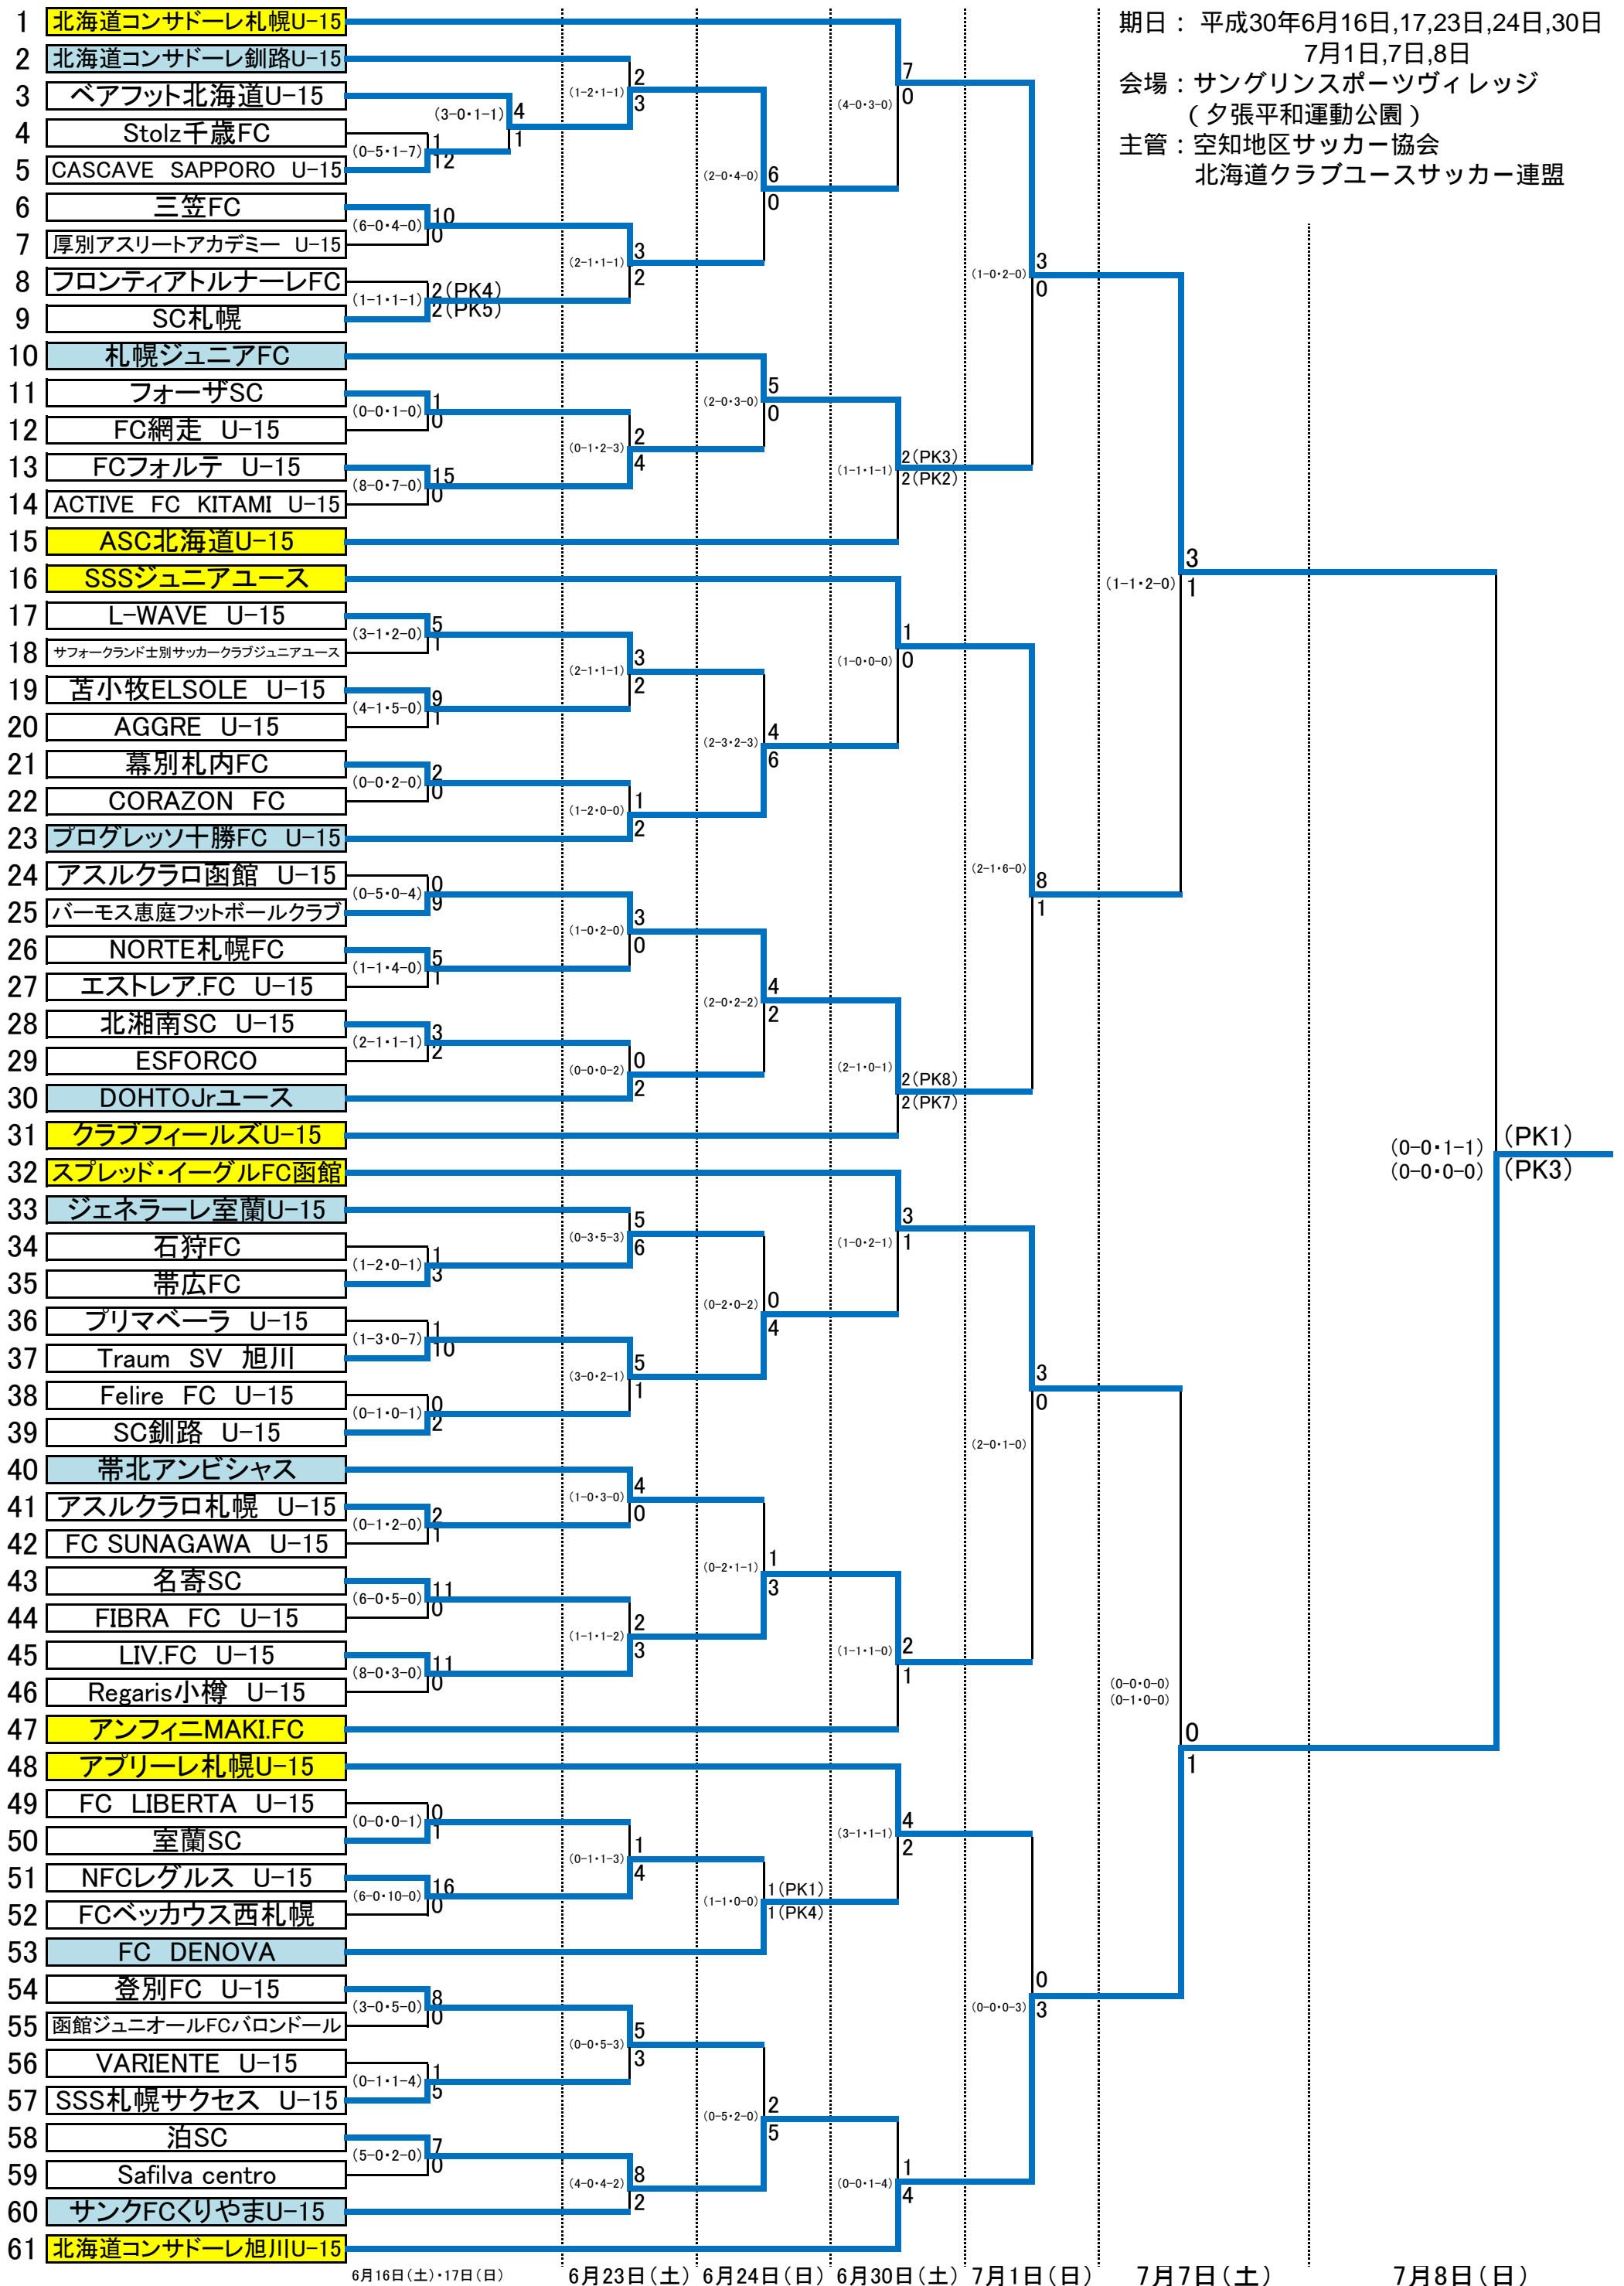 期日： 平成30年6月16日,17,23日,24日,30日
7月1日,7日,8日
会場：サングリンスポーツヴィレッジ
（夕張平和運動公園）
主管：空知地区サッカー協会
北海道クラブユースサッカー連盟
1 北海道コンサドーレ札幌U-15
2 北海道コンサドーレ釧路U-15
3 ベアフット北海道U-15
4 Stolz千歳FC
5 CASCAVE SAPPORO U-15
6 三笠FC
7 厚別アスリートアカデミー U-15
8 フロンティアトルナーレFC
9 SC札幌
10 札幌ジュニアFC
11 フォーザSC
12 FC網走 U-15
13 FCフォルテ U-15
14 ACTIVE FC KITAMI U-15
15 ASC北海道U-15
16 SSSジュニアユース
17 L-WAVE U-15
18 サフォークランド士別サッカークラブジュニアユース
19 苫小牧ELSOLE U-15
20 AGGRE U-15
21 幕別札内FC
22 CORAZON FC
23 プログレッソ十勝FC U-15
24 アスルクラロ函館 U-15
25 バーモス恵庭フットボールクラブ
26 NORTE札幌FC
27 エストレア.FC U-15
28 北湘南SC U-15
29 ESFORCO
30 DOHTOJrユース
31 クラブフィールズU-15
32 スプレッド・イーグルFC函館
33 ジェネラーレ室蘭U-15
34 石狩FC
35 帯広FC
36 プリマベーラ U-15
37 Traum SV 旭川
38 Felire FC U-15
39 SC釧路 U-15
40 帯北アンビシャス
41 アスルクラロ札幌 U-15
42 FC SUNAGAWA U-15
43 名寄SC
44 FIBRA FC U-15
45 LIV.FC U-15
46 Regaris小樽 U-15
47 アンフィニMAKI.FC
48 アプリーレ札幌U-15
49 FC LIBERTA U-15
50 室蘭SC
51 NFCレグルス U-15
52 FCベッカウス西札幌
53 FC DENOVA
54 登別FC U-15
55 函館ジュニオールFCバロンドール
56 VARIENTE U-15
57 SSS札幌サクセス U-15
58 泊SC
59 Safilva centro
60 サンクFCくりやまU-15
61 北海道コンサドーレ旭川U-15
(3-0・1-1) 4 1
(0-5・1-7) 1 12
(6-0・4-0) 10 0
(1-1・1-1) 2(PK4) 2(PK5)
(0-0・1-0) 1 0
(8-0・7-0) 15 0
(3-1・2-0) 5 1
(4-1・5-0) 9 1
(0-0・2-0) 2 0
(0-5・0-4) 0 9
(1-1・4-0) 5 1
(2-1・1-1) 3 2
(1-2・0-1) 1 3
(1-3・0-7) 1 10
(0-1・0-1) 0 2
(0-1・2-0) 2 1
(6-0・5-0) 11 0
(8-0・3-0) 11 0
(0-0・0-1) 0 1
(6-0・10-0) 16 0
(3-0・5-0) 8 0
(0-1・1-4) 1 5
(5-0・2-0) 7 0
(1-2・1-1) 2 3
(2-1・1-1) 3 2
(0-1・2-3) 2 4
(2-1・1-1) 3 2
(1-2・0-0) 1 2
(1-0・2-0) 3 0
(0-0・0-2) 0 2
(0-3・5-3) 5 6
(3-0・2-1) 5 1
(1-0・3-0) 4 0
(1-1・1-2) 2 3
(0-1・1-3) 1 4
(0-0・5-3) 5 3
(4-0・4-2) 8 2
(2-0・4-0) 6 0
(2-0・3-0) 5 0
(2-3・2-3) 4 6
(2-0・2-2) 4 2
(0-2・0-2) 0 4
(0-2・1-1) 1 3
(1-1・0-0) 1(PK1) 1(PK4)
(0-5・2-0) 2 5
(4-0・3-0) 7 0
(1-1・1-1) 2(PK3) 2(PK2)
(1-0・0-0) 1 0
(2-1・0-1) 2(PK8) 2(PK7)
(1-0・2-1) 3 1
(1-1・1-0) 2 1
(3-1・1-1) 4 2
(0-0・1-4) 1 4
(1-0・2-0) 3 0
(2-1・6-0) 8 1
(2-0・1-0) 3 0
(0-0・0-3) 0 3
(1-1・2-0) 3 1
(0-0・0-0)
(0-1・0-0) 0 1
(0-0・1-1) (PK1)
(0-0・0-0) (PK3)
6月16日(土)・17日(日) 6月23日(土) 6月24日(日) 6月30日(土) 7月1日(日) 7月7日(土) 7月8日(日)